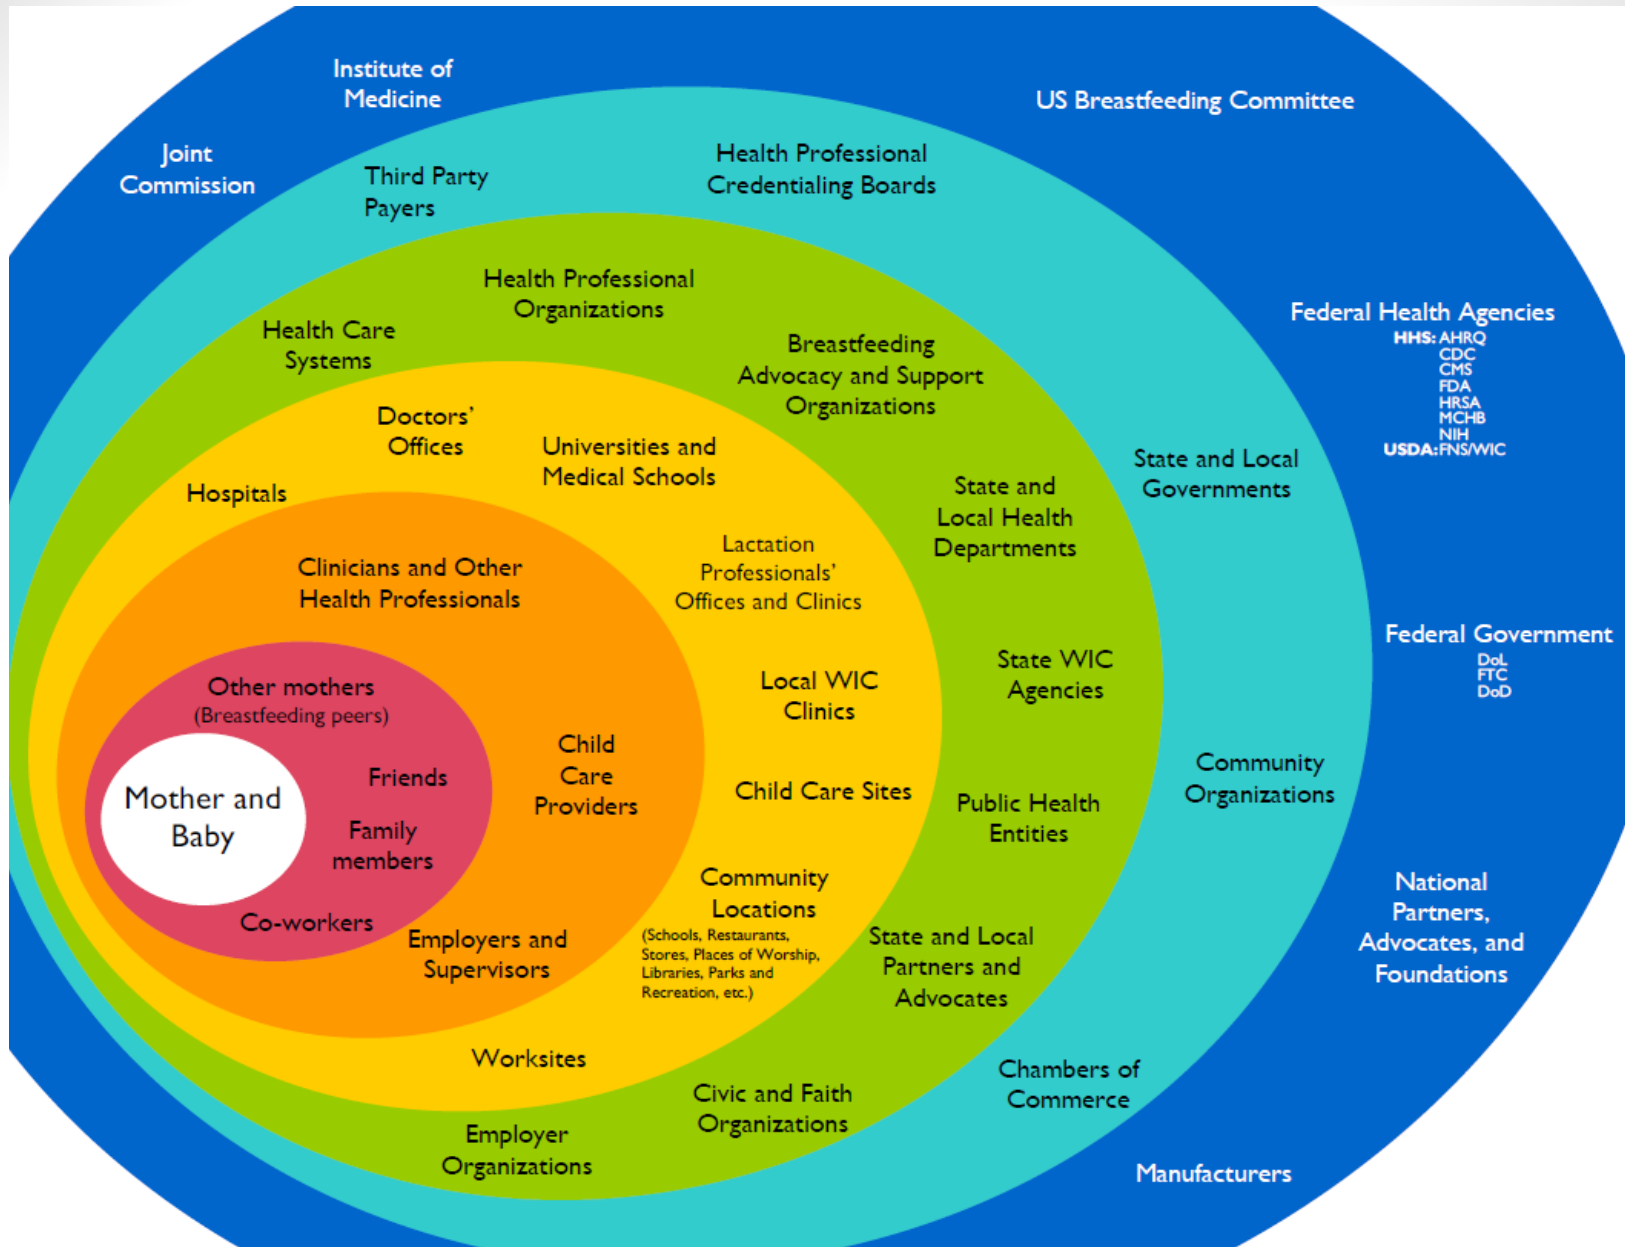 Institute of
Medicine
US Breastfeeding Committee
Joint
Commission
Third Party
Payers
Health Professional
Credentialing Boards
Health Professional
Organizations
Health Care
Systems
Breastfeeding
Advocacy and Support
Organizations
Federal Health Agencies
HHS: AHRQ
CDC
CMS
FDA
HRSA
MCHB
NIH
USDA:FNS/WIC
Doctors’
Offices
Universities and
Medical Schools
Hospitals
State and
Local Health
Departments
State and Local
Governments
Clinicians and Other
Health Professionals
Lactation
Professionals’
Offices and Clinics
Federal Government
DoL
FTC
DoD
Other mothers
(Breastfeeding peers)
Local WIC
Clinics
State WIC
Agencies
Child
Care
Providers
Friends
Mother and
Baby
Family
members
Child Care Sites
Public Health
Entities
Community
Organizations
Co-workers
Employers and
Supervisors
Community
Locations
(Schools, Restaurants,
Stores, Places of Worship,
Libraries, Parks and
Recreation, etc.)
State and Local
Partners and
Advocates
National
Partners,
Advocates, and
Foundations
Worksites
Civic and Faith
Organizations
Chambers of
Commerce
Employer
Organizations
Manufacturers